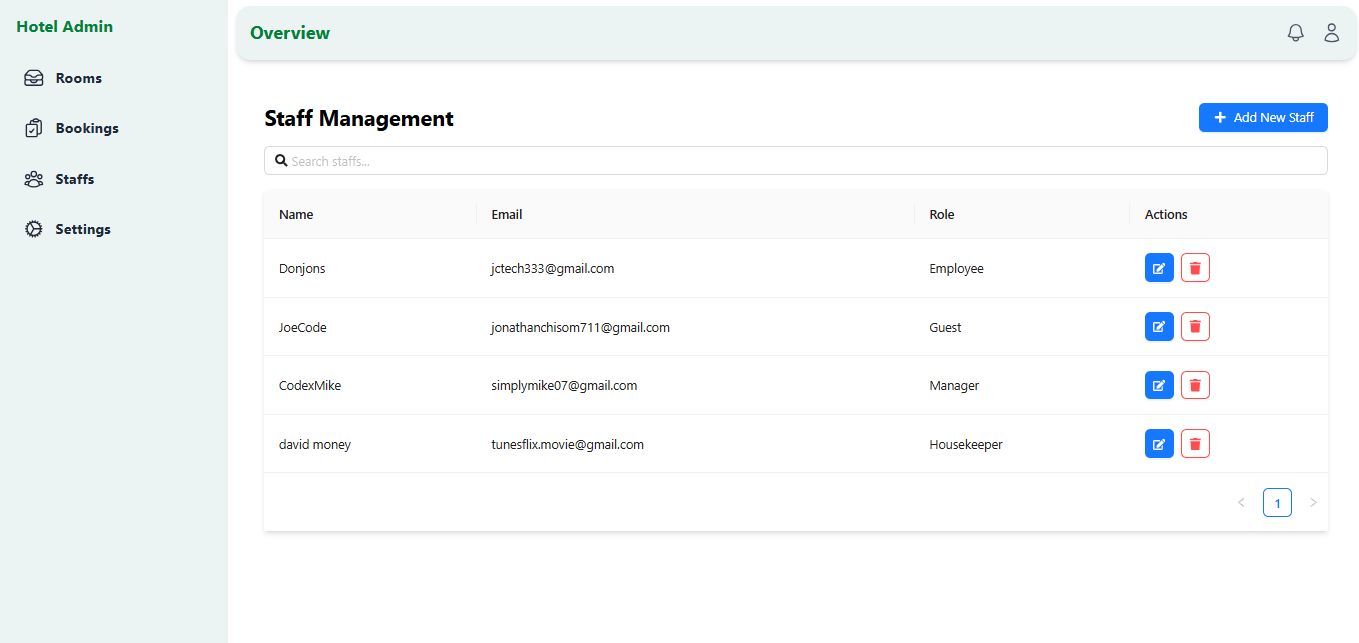 Hotel Admin
Overview
Rooms
Bookings
Staffs
Settings
Staff Management
Add New Staff
Search staffs...
Name Email Role Actions
Donjons jctech333@gmail.com Employee
JoeCode jonathanchisom711@gmail.com Guest
CodexMike simplymike07@gmail.com Manager
david money tunesflix.movie@gmail.com Housekeeper
1